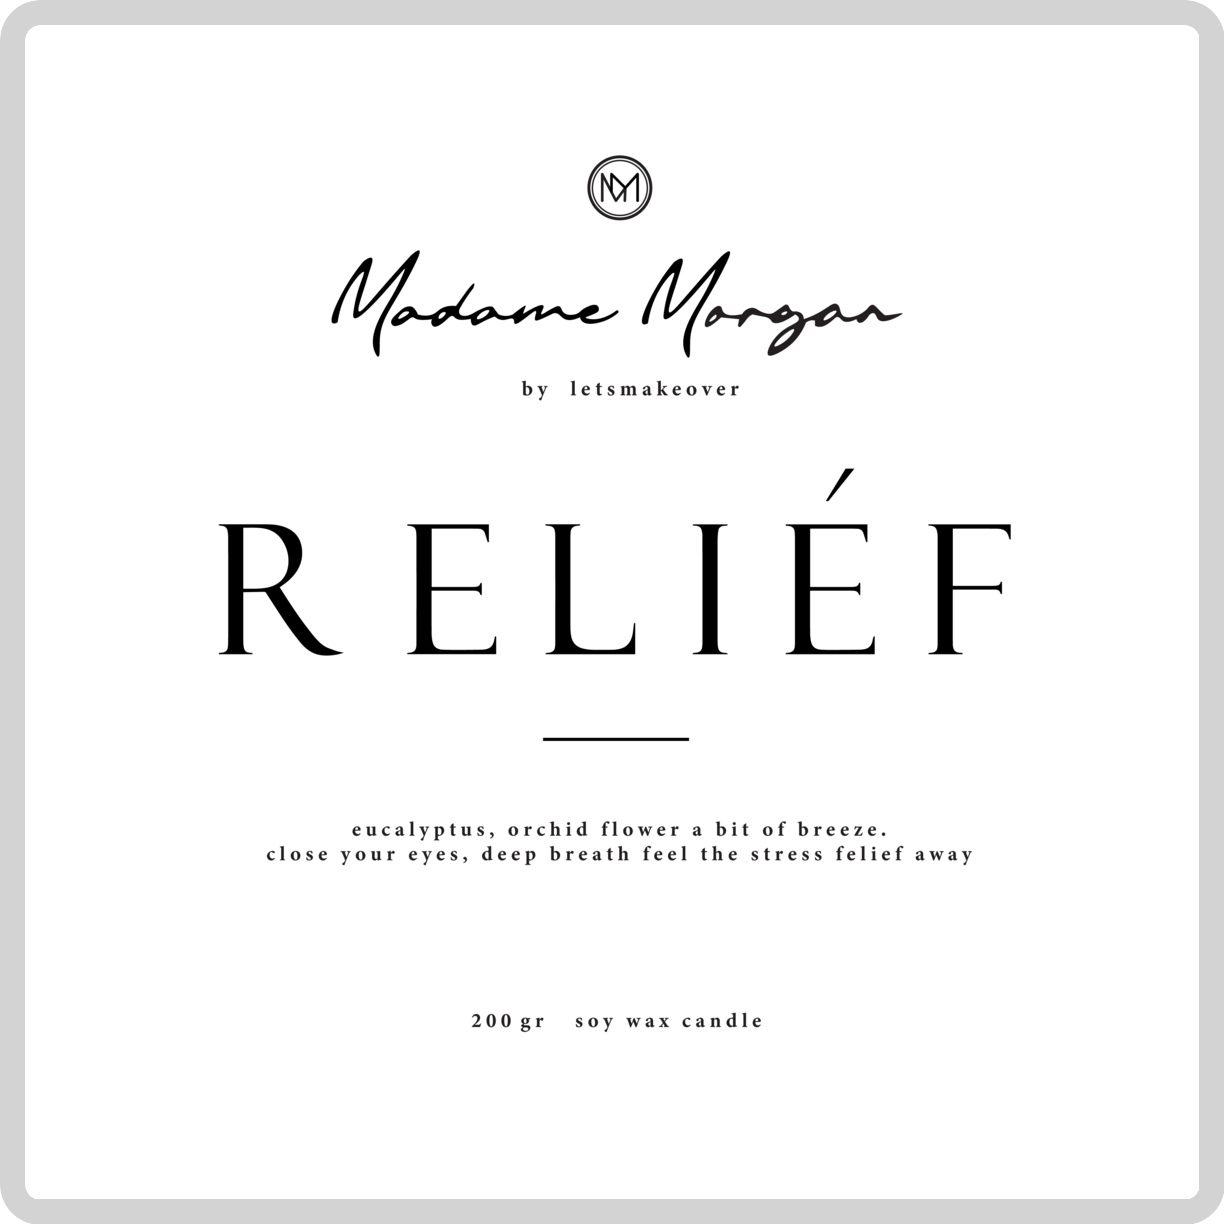 MM
Madame Morgan
by letsmakeover
RELIÉF
eucalyptus, orchid flower a bit of breeze.
close your eyes, deep breath feel the stress felief away
200 gr soy wax candle